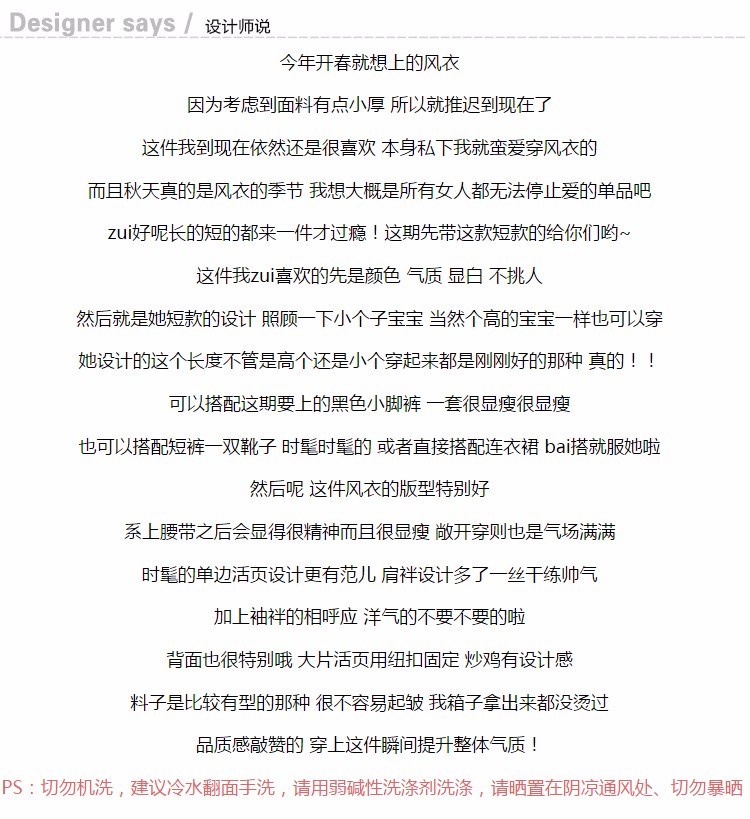 Designer says / 设计师说
今年开春就想上的风衣
因为考虑到面料有点小厚 所以就推迟到现在了
这件我到现在依然还是很喜欢 本身私下我就蛮爱穿风衣的
而且秋天真的是风衣的季节 我想大概是所有女人都无法停止爱的单品吧
zui好呢长的短的都来一件才过瘾！这期先带这款短款的给你们哟~
这件我zui喜欢的先是颜色 气质 显白 不挑人
然后就是她短款的设计 照顾一下小个子宝宝 当然个高的宝宝一样也可以穿
她设计的这个长度不管是高个还是小个穿起来都是刚刚好的那种 真的！！
可以搭配这期要上的黑色小脚裤 一套很显瘦很显瘦
也可以搭配短裤一双靴子 时髦时髦的 或者直接搭配连衣裙 bai搭就服她啦
然后呢 这件风衣的版型特别好
系上腰带之后会显得很精神而且很显瘦 敞开穿则也是气场满满
时髦的单边活页设计更有范儿 肩袢设计多了一丝干练帅气
加上袖袢的相呼应 洋气的不要不要的啦
背面也很特别哦 大片活页用纽扣固定 炒鸡有设计感
料子是比较有型的那种 很不容易起皱 我箱子拿出来都没烫过
品质感敲赞的 穿上这件瞬间提升整体气质！
PS：切勿机洗，建议冷水翻面手洗，请用弱碱性洗涤剂洗涤，请晒置在阴凉通风处、切勿暴晒